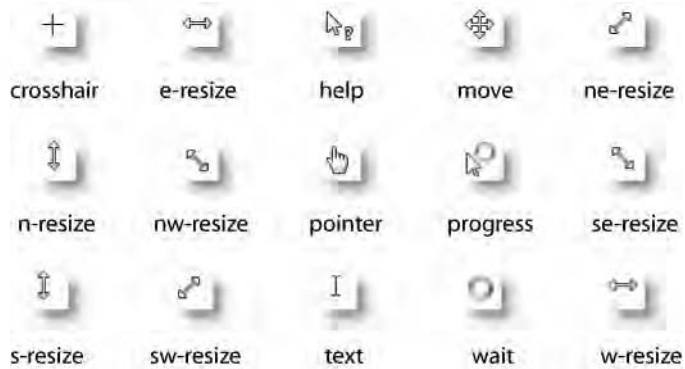 crosshair e-resize help move ne-resize
n-resize nw-resize pointer progress se-resize
s-resize sw-resize text wait w-resize